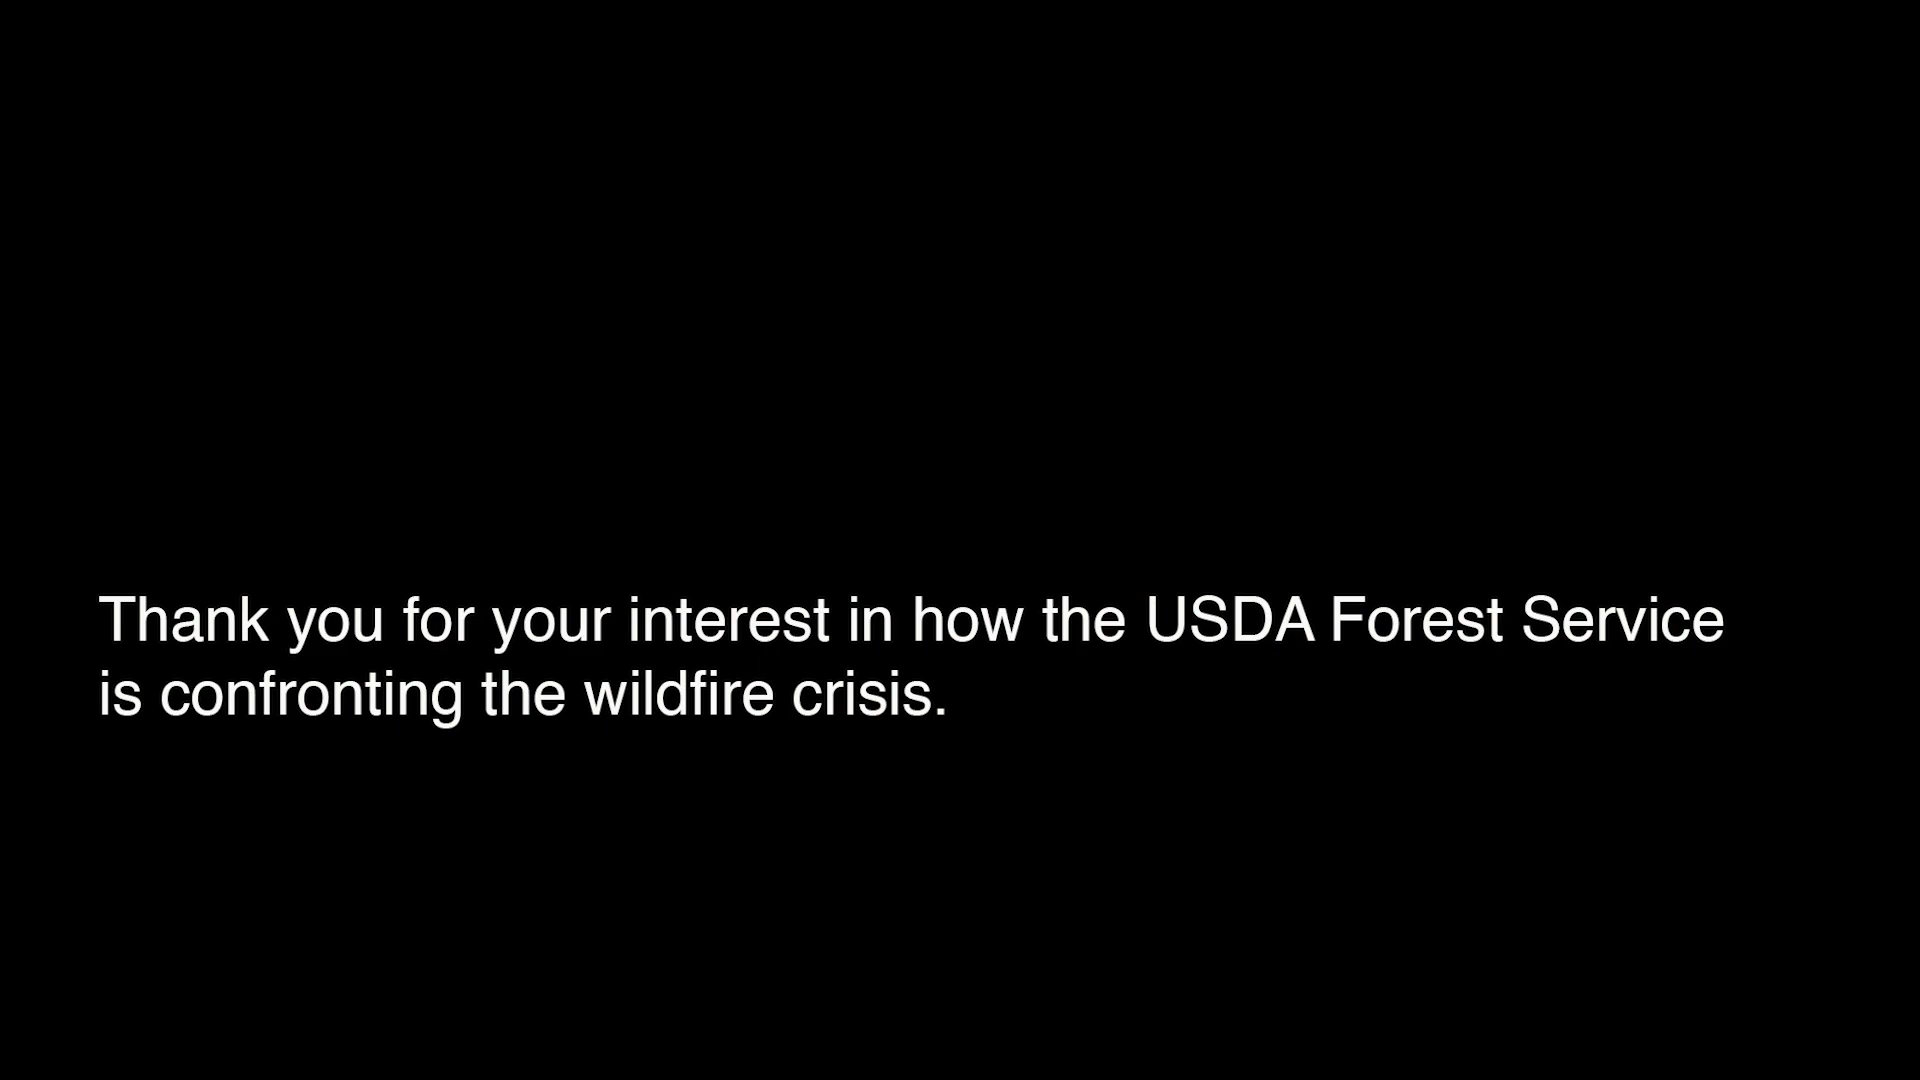 Thank you for your interest in how the USDA Forest Service
is confronting the wildfire crisis.